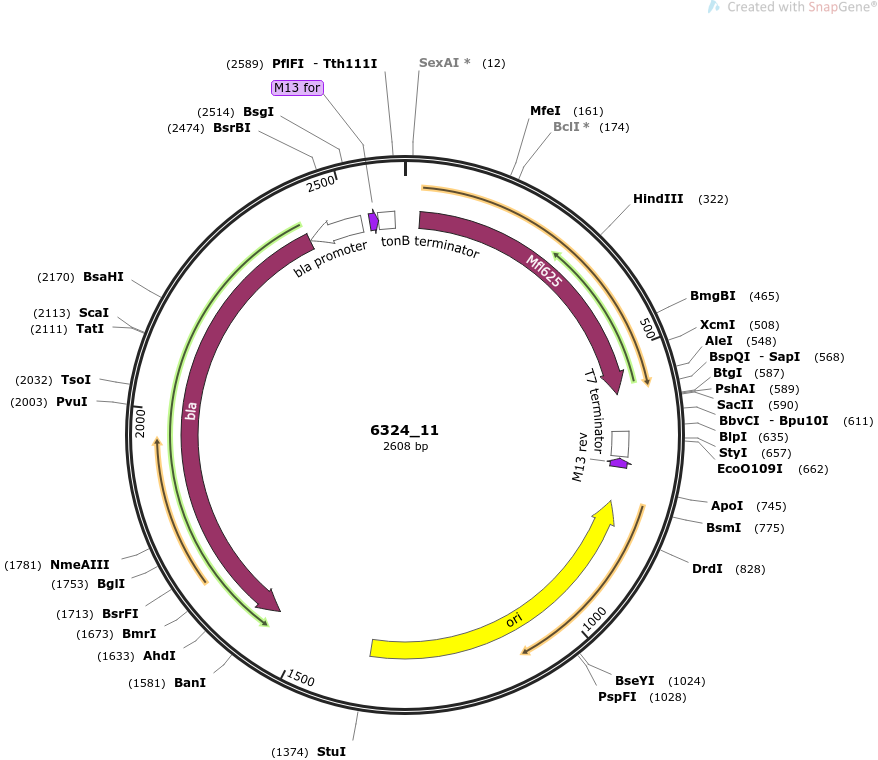 Created with SnapGene®
(2589) PflFI - Tth111I
SexAI * (12)
M13 for
(2514) BsgI
(2474) BsrBI
MfeI (161)
BclI * (174)
2500
HindIII (322)
bla promoter
tonB terminator
Mfl625
(2170) BsaHI
BmgBI (465)
(2113) ScaI
(2111) TatI
500
XcmI (508)
AleI (548)
BspQI - SapI (568)
BtgI (587)
PshAI (589)
SacII (590)
BbvCI - Bpu10I (611)
BlpI (635)
StyI (657)
EcoO109I (662)
(2032) TsoI
(2003) PvuI
2000
bla
T7 terminator
M13 rev
6324_11
2608 bp
ApoI (745)
BsmI (775)
DrdI (828)
(1781) NmeAIII
(1753) BglI
(1713) BsrFI
(1673) BmrI
(1633) AhdI
(1581) BanI
ori
1000
1500
BseYI (1024)
PspFI (1028)
(1374) StuI